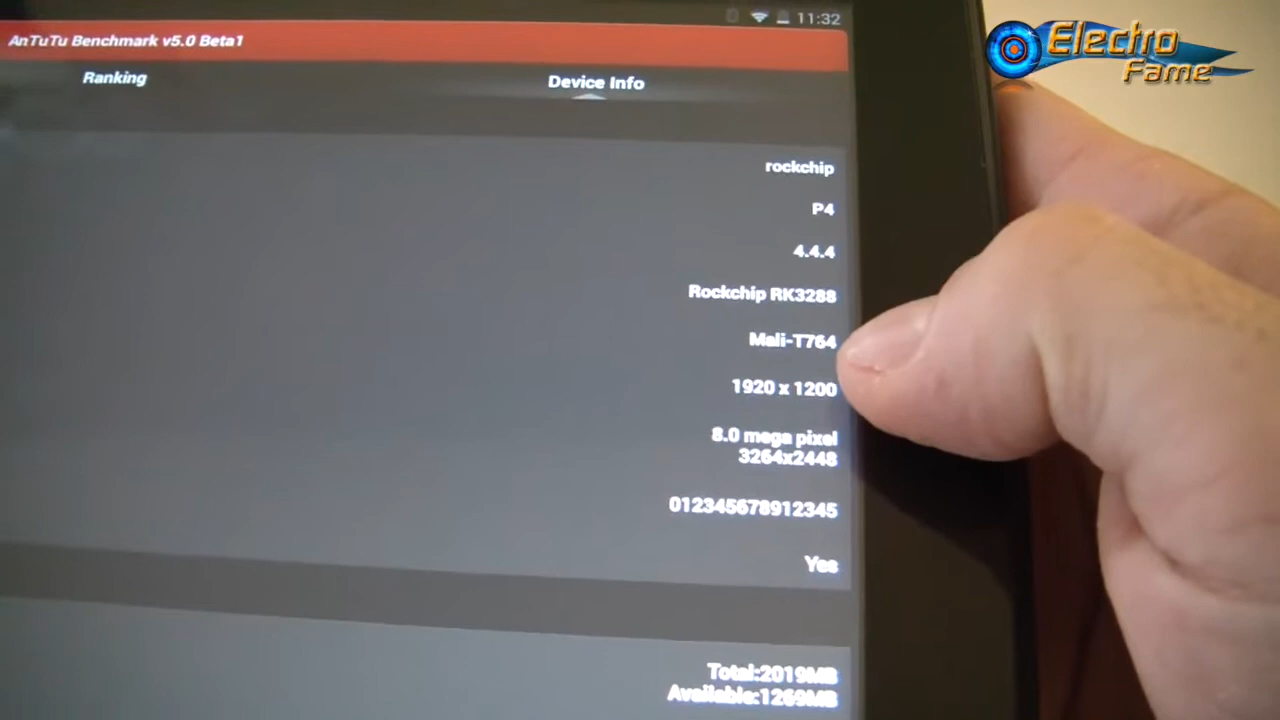 11:32
AnTuTu Benchmark v5.0 Beta1
Ranking
Device Info
rockchip
P4
4.4.4
Rockchip RK3288
Mali-T764
1920 x 1200
8.0 mega pixel
3264x2448
012345678912345
Yes
Total:2019MB
Available:1269MB
Electro
Fame